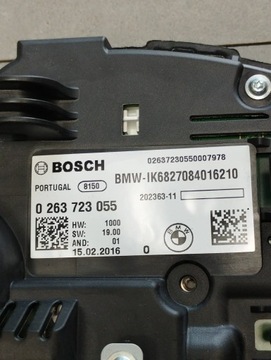 02637230550007978
BOSCH
BMW-IK6827084016210
PORTUGAL 8150
202363-11
0 263 723 055
HW: 1000
SW: 19.00
AND: 01
15.02.2016 0